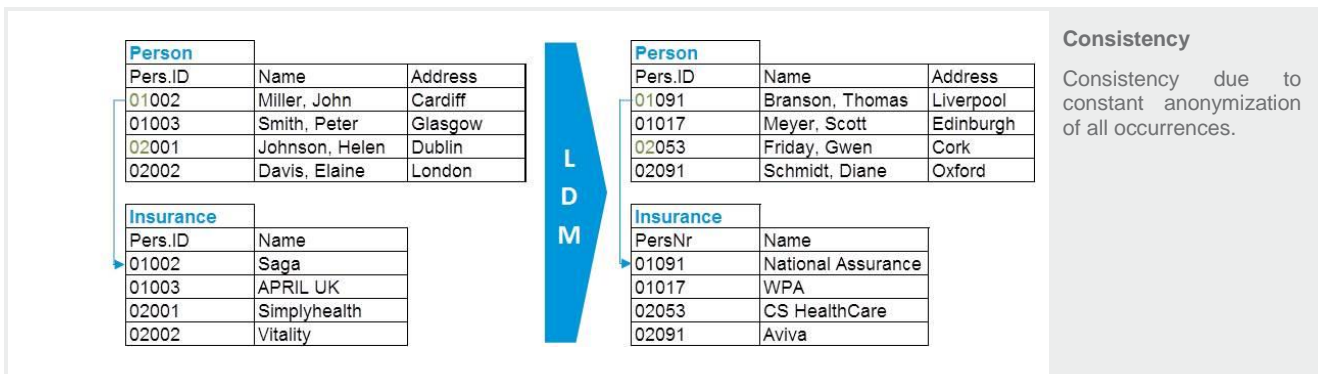 Person
Pers.ID Name Address
01002 Miller, John Cardiff
01003 Smith, Peter Glasgow
02001 Johnson, Helen Dublin
02002 Davis, Elaine London
Insurance
Pers.ID Name
01002 Saga
01003 APRIL UK
02001 Simplyhealth
02002 Vitality
L
D
M
Person
Pers.ID Name Address
01091 Branson, Thomas Liverpool
01017 Meyer, Scott Edinburgh
02053 Friday, Gwen Cork
02091 Schmidt, Diane Oxford
Insurance
PersNr Name
01091 National Assurance
01017 WPA
02053 CS HealthCare
02091 Aviva
Consistency
Consistency due to
constant anonymization
of all occurrences.